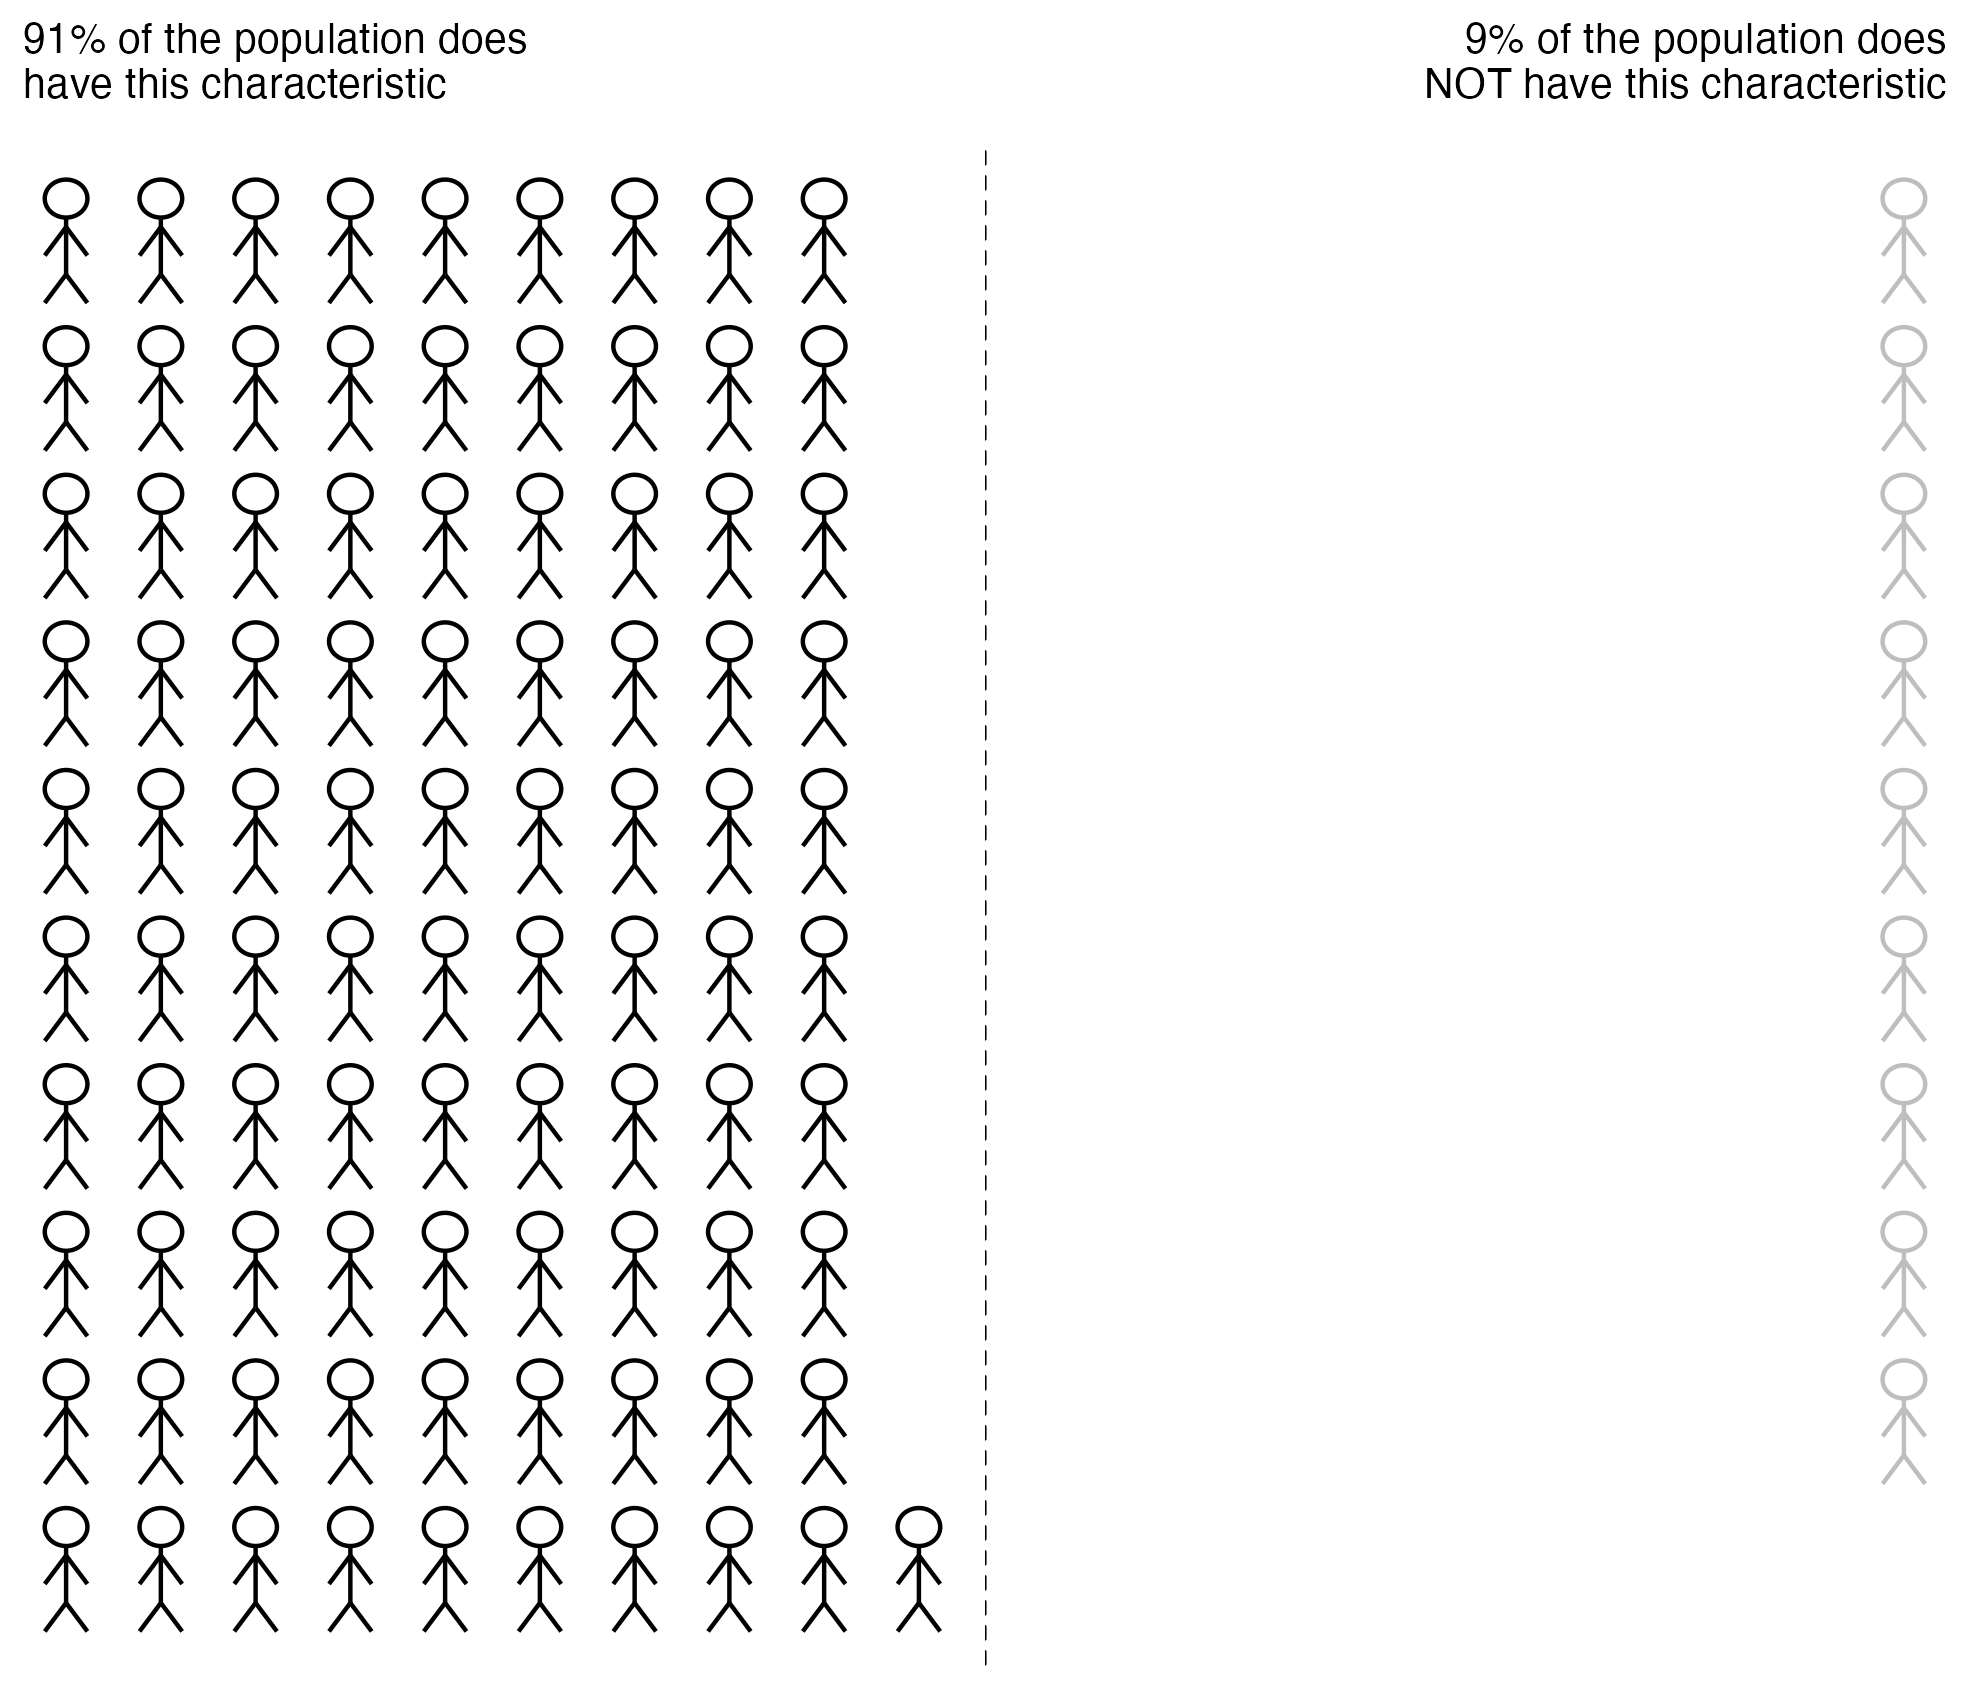 91% of the population does
have this characteristic
9% of the population does
NOT have this characteristic